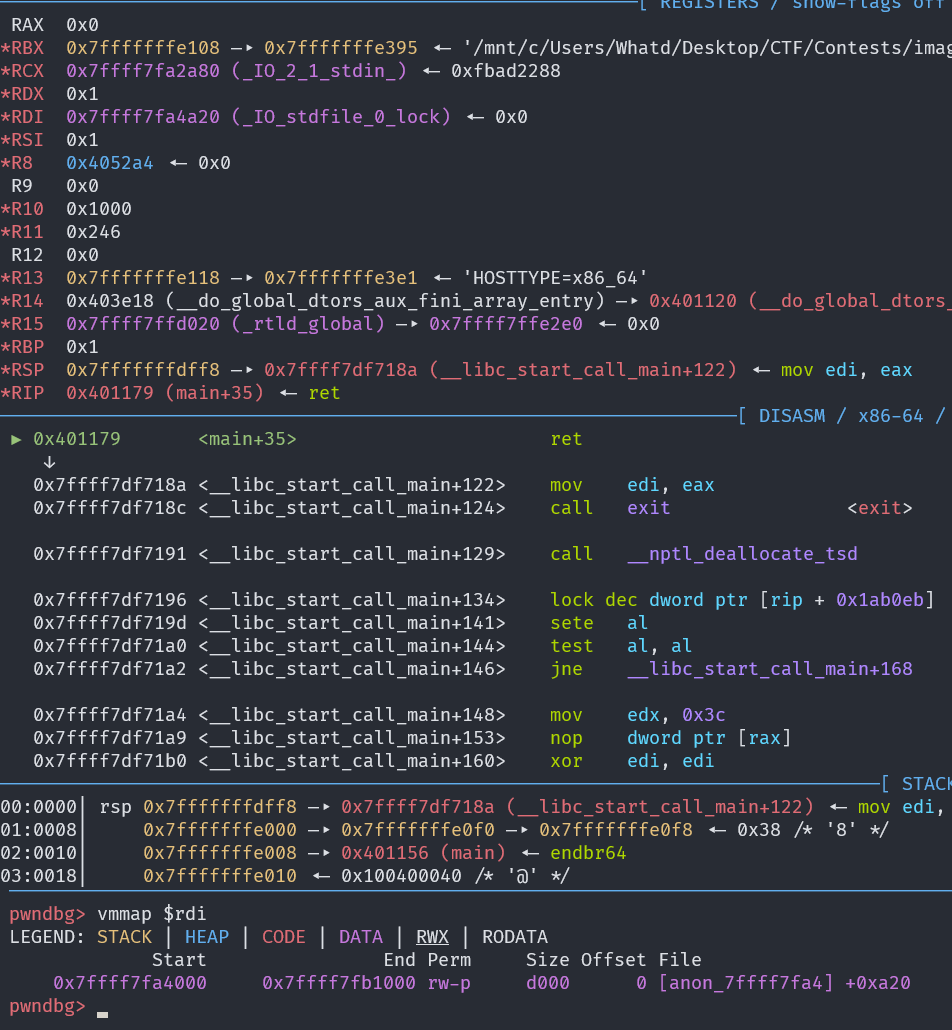 [ REGISTERS / show-flags off
RAX  0x0
*RBX  0x7fffffffe108 —▸ 0x7fffffffe395 ◂— '/mnt/c/Users/Whatd/Desktop/CTF/Contests/imag
*RCX  0x7ffff7fa2a80 (_IO_2_1_stdin_) ◂— 0xfbad2288
*RDX  0x1
*RDI  0x7ffff7fa4a20 (_IO_stdfile_0_lock) ◂— 0x0
*RSI  0x1
*R8   0x4052a4 ◂— 0x0
R9   0x0
*R10  0x1000
*R11  0x246
R12  0x0
*R13  0x7fffffffe118 —▸ 0x7fffffffe3e1 ◂— 'HOSTTYPE=x86_64'
*R14  0x403e18 (__do_global_dtors_aux_fini_array_entry) —▸ 0x401120 (__do_global_dtors_
*R15  0x7ffff7ffd020 (_rtld_global) —▸ 0x7ffff7ffe2e0 ◂— 0x0
*RBP  0x1
*RSP  0x7fffffffdff8 —▸ 0x7ffff7df718a (__libc_start_call_main+122) ◂— mov edi, eax
*RIP  0x401179 (main+35) ◂— ret
[ DISASM / x86-64 /
► 0x401179       <main+35>                       ret
↓
0x7ffff7df718a <__libc_start_call_main+122>    mov    edi, eax
0x7ffff7df718c <__libc_start_call_main+124>    call   exit                <exit>
0x7ffff7df7191 <__libc_start_call_main+129>    call   __nptl_deallocate_tsd
0x7ffff7df7196 <__libc_start_call_main+134>    lock dec dword ptr [rip + 0x1ab0eb]
0x7ffff7df719d <__libc_start_call_main+141>    sete   al
0x7ffff7df71a0 <__libc_start_call_main+144>    test   al, al
0x7ffff7df71a2 <__libc_start_call_main+146>    jne    __libc_start_call_main+168
0x7ffff7df71a4 <__libc_start_call_main+148>    mov    edx, 0x3c
0x7ffff7df71a9 <__libc_start_call_main+153>    nop    dword ptr [rax]
0x7ffff7df71b0 <__libc_start_call_main+160>    xor    edi, edi
[ STACK
00:0000│ rsp 0x7fffffffdff8 —▸ 0x7ffff7df718a (__libc_start_call_main+122) ◂— mov edi,
01:0008│     0x7fffffffe000 —▸ 0x7fffffffe0f0 —▸ 0x7fffffffe0f8 ◂— 0x38 /* '8' */
02:0010│     0x7fffffffe008 —▸ 0x401156 (main) ◂— endbr64
03:0018│     0x7fffffffe010 ◂— 0x100400040 /* '@' */
pwndbg> vmmap $rdi
LEGEND: STACK | HEAP | CODE | DATA | RWX | RODATA
Start                End Perm     Size Offset File
0x7ffff7fa4000     0x7ffff7fb1000 rw-p     d000      0 [anon_7ffff7fa4] +0xa20
pwndbg>